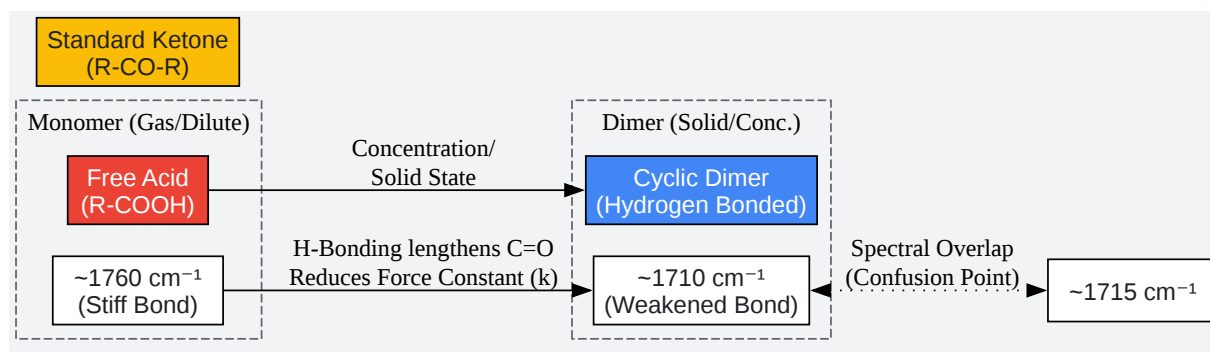 Standard Ketone
(R-CO-R)
Monomer (Gas/Dilute)
Dimer (Solid/Conc.)
Concentration/
Solid State
Free Acid
(R-COOH)
Cyclic Dimer
(Hydrogen Bonded)
H-Bonding lengthens C=O
Reduces Force Constant (k)
Spectral Overlap
(Confusion Point)
~1760 cm⁻¹
(Stiff Bond)
~1710 cm⁻¹
(Weakened Bond)
~1715 cm⁻¹